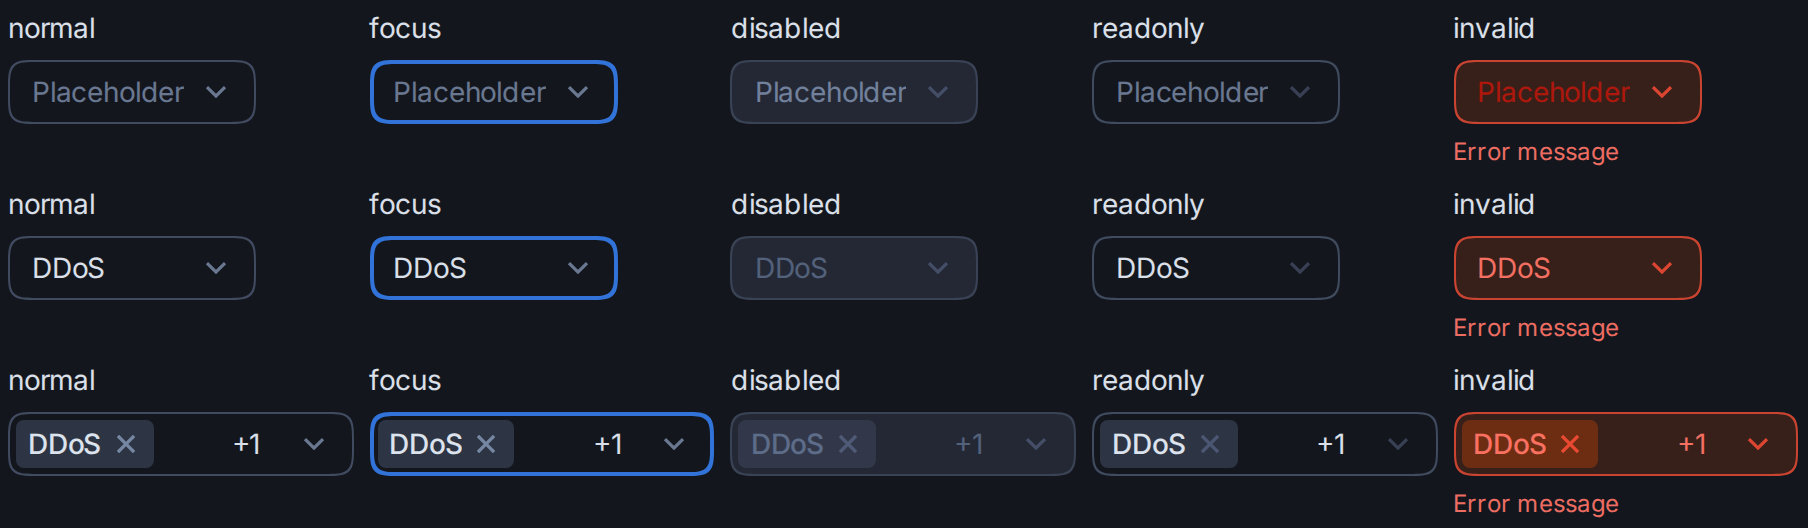 normal focus disabled readonly invalid
Placeholder Placeholder Placeholder Placeholder Placeholder
Error message
normal focus disabled readonly invalid
DDoS DDoS DDoS DDoS DDoS
Error message
normal focus disabled readonly invalid
DDoS +1 DDoS +1 DDoS +1 DDoS +1 DDoS +1
Error message